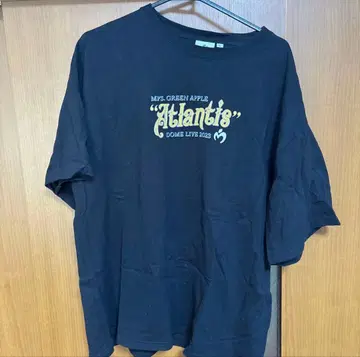 MRS. GREEN APPLE
"Atlantis"
DOME LIVE 2023